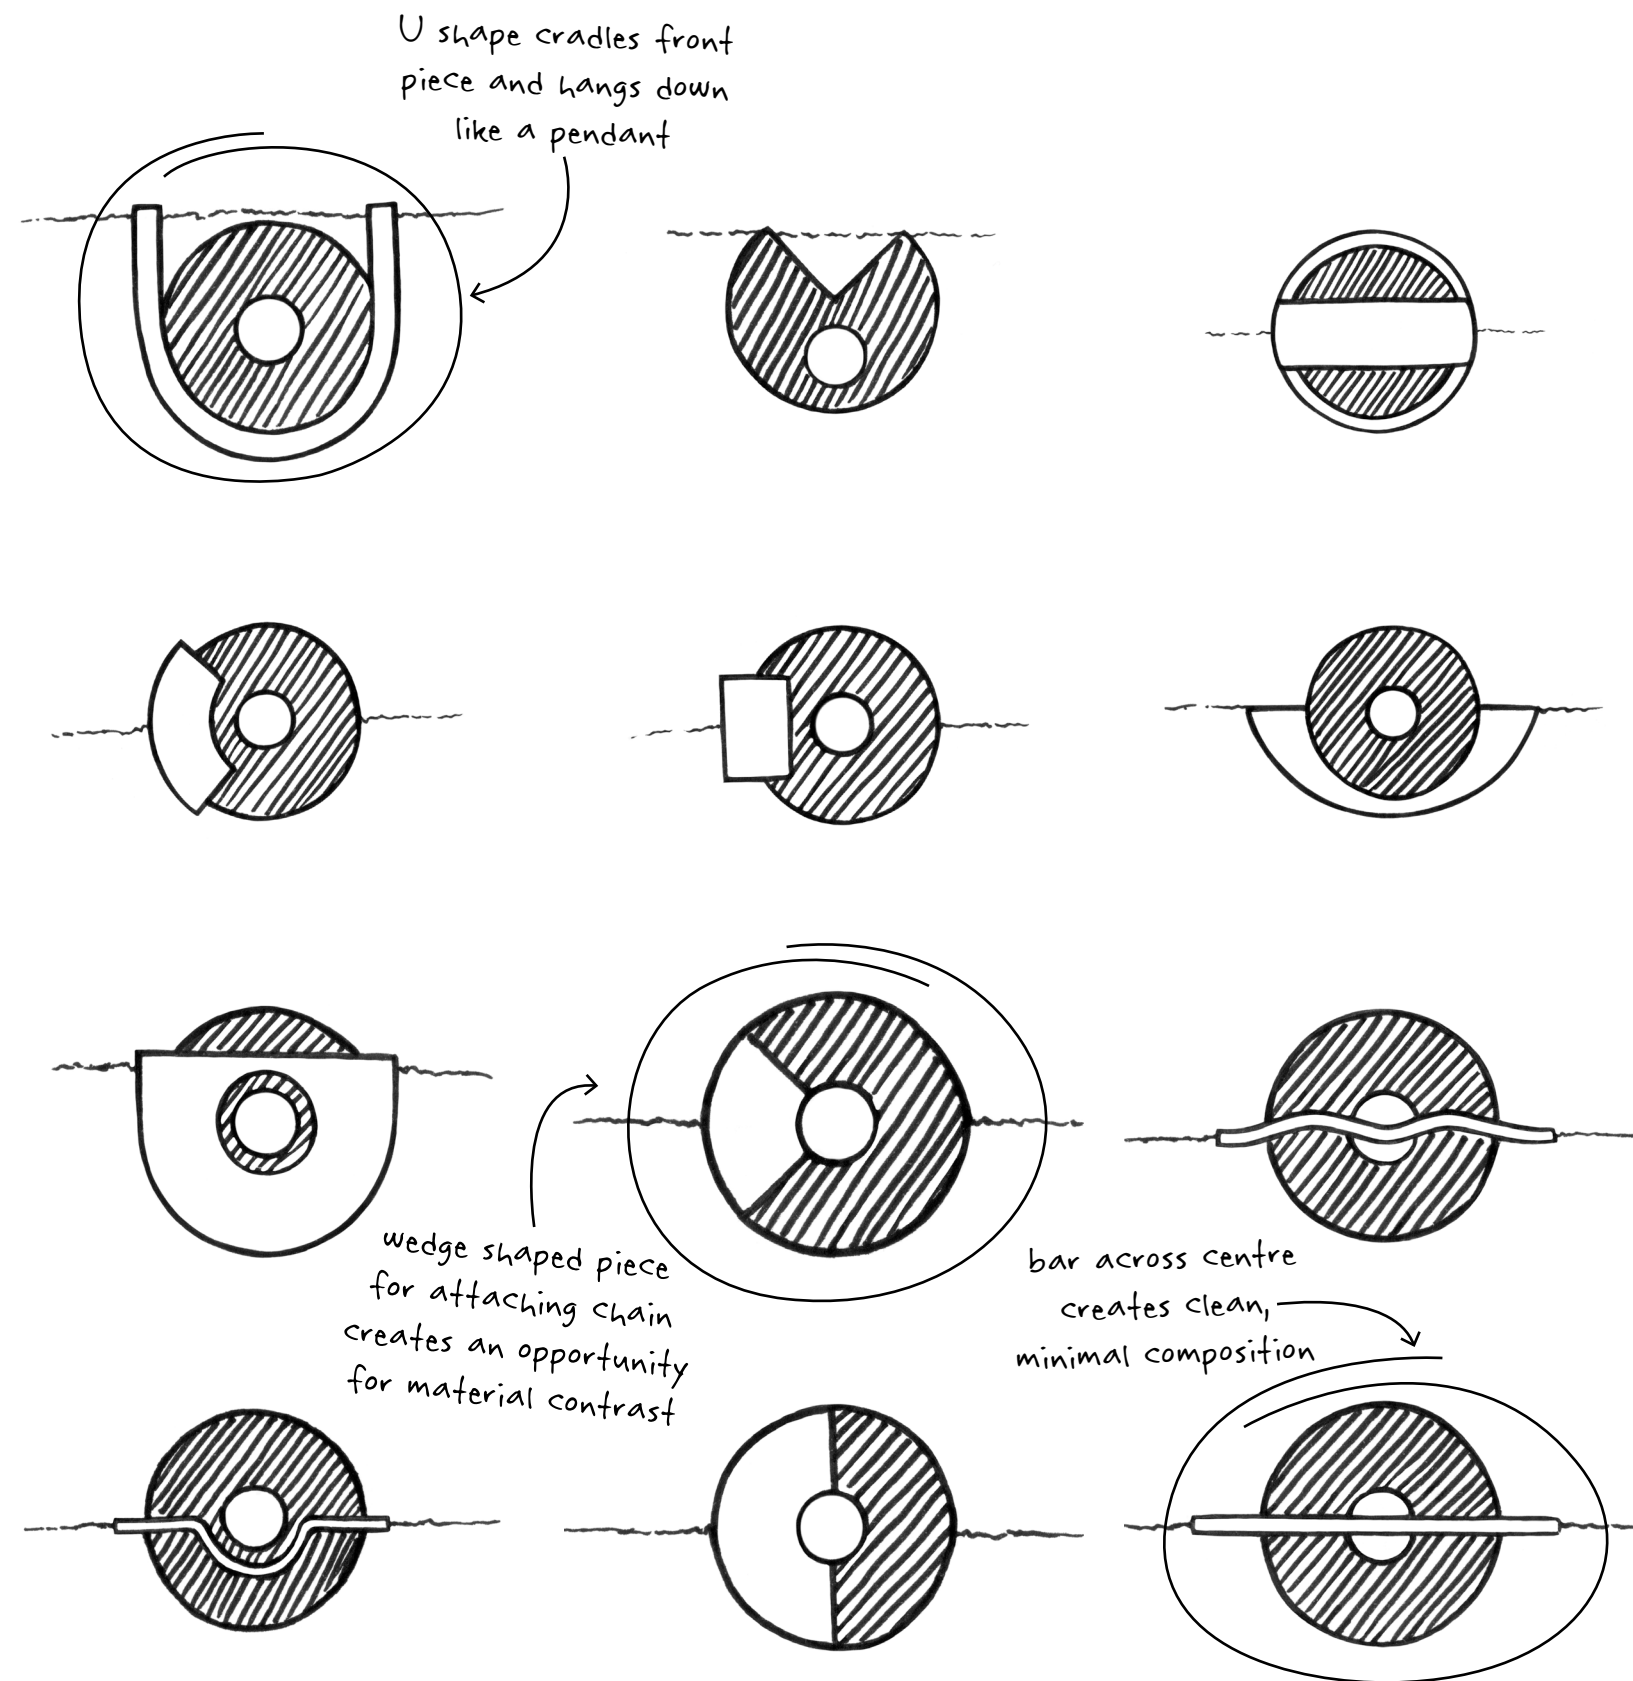 U shape cradles front
piece and hangs down
like a pendant
wedge shaped piece
for attaching chain
creates an opportunity
for material contrast
bar across centre
creates clean,
minimal composition